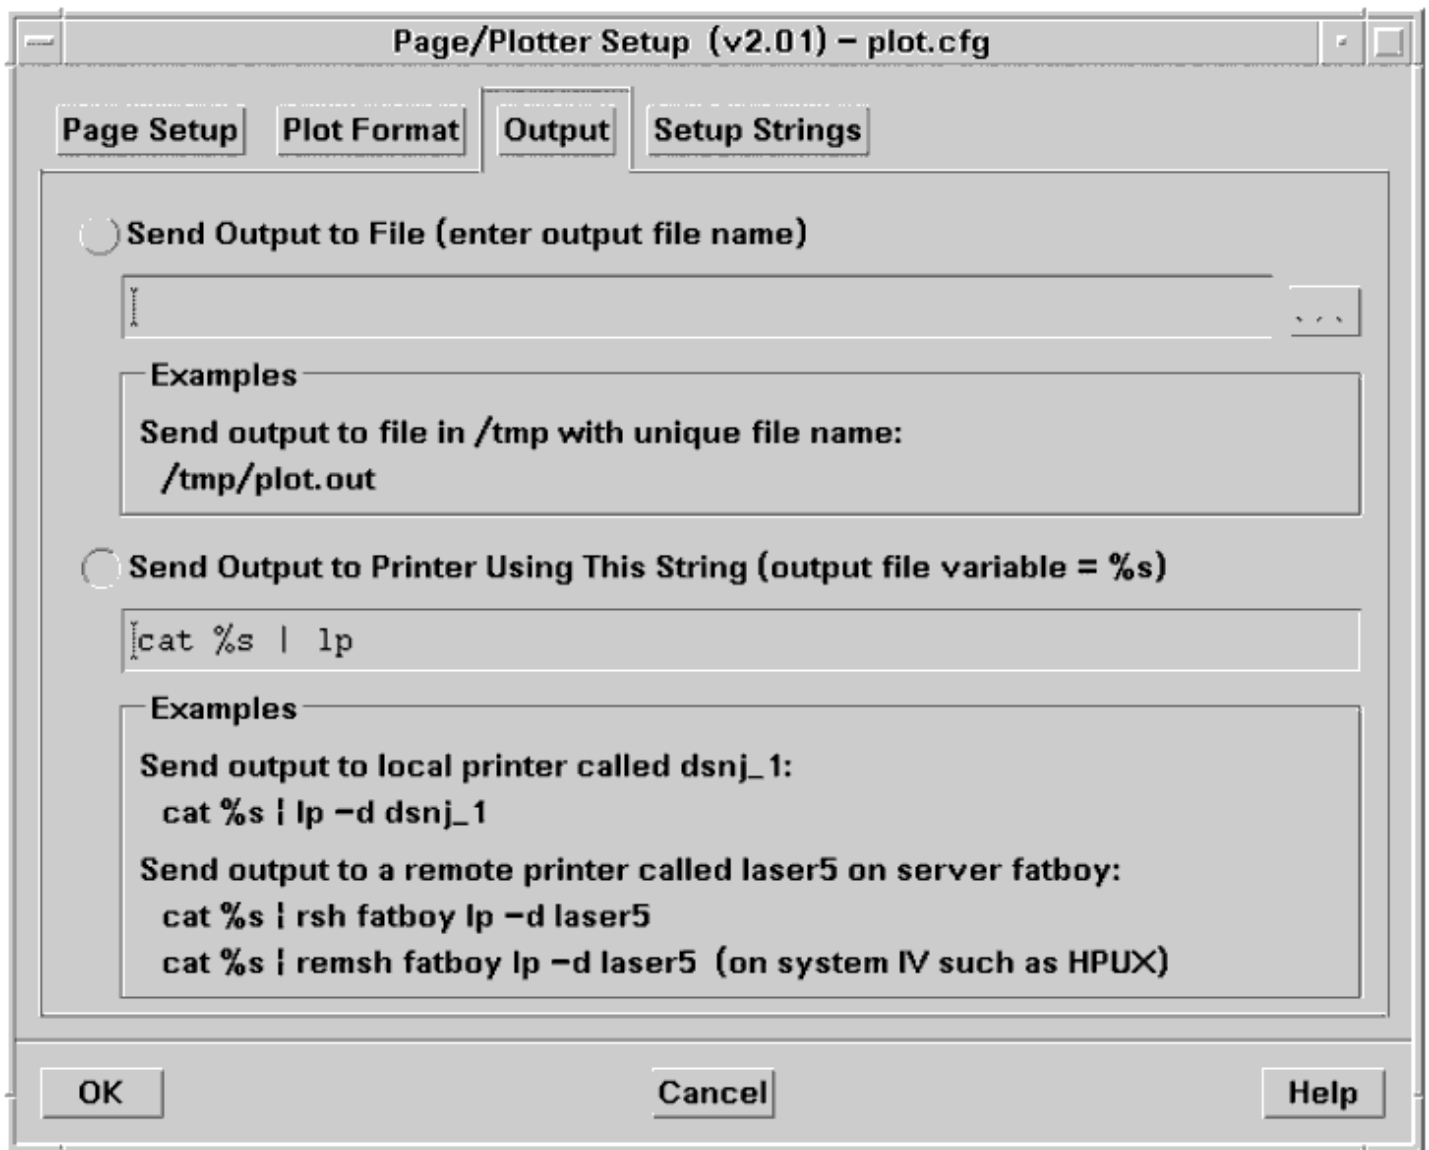 Page/Plotter Setup (v2.01) – plot.cfg
Page Setup Plot Format Output Setup Strings
Send Output to File (enter output file name)
...
Examples
Send output to file in /tmp with unique file name:
/tmp/plot.out
Send Output to Printer Using This String (output file variable = %s)
cat %s | lp
Examples
Send output to local printer called dsnj_1:
cat %s ¦ lp –d dsnj_1
Send output to a remote printer called laser5 on server fatboy:
cat %s ¦ rsh fatboy lp –d laser5
cat %s ¦ remsh fatboy lp –d laser5 (on system IV such as HPUX)
OK Cancel Help